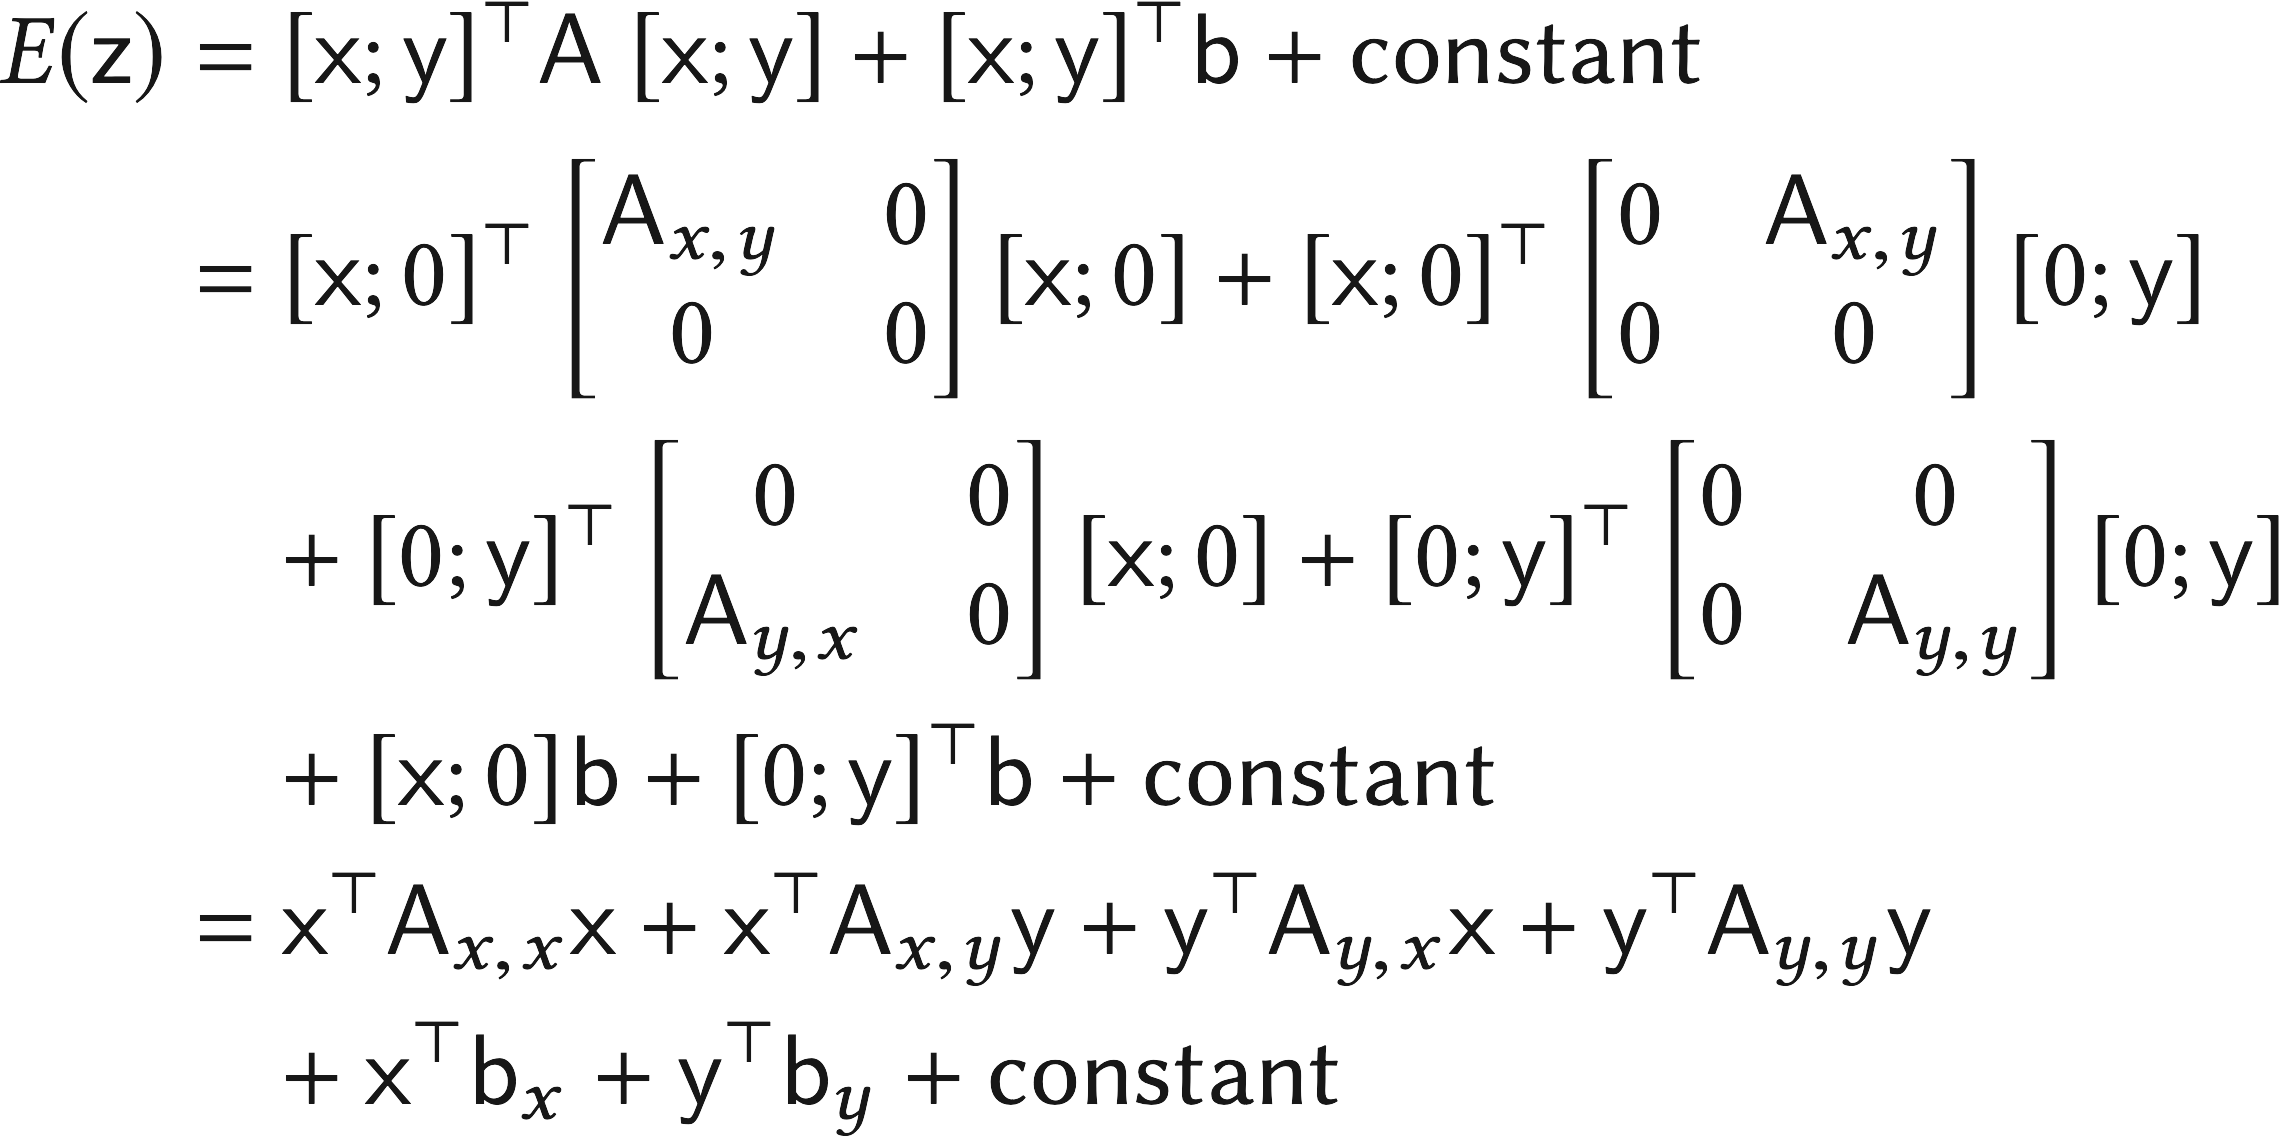 E(z) = [x; y]⊤A [x; y] + [x; y]⊤b + constant
= [x; 0]⊤ [A_{x,y} 0; 0 0] [x; 0] + [x; 0]⊤ [0 A_{x,y}; 0 0] [0; y]
+ [0; y]⊤ [0 0; A_{y,x} 0] [x; 0] + [0; y]⊤ [0 0; 0 A_{y,y}] [0; y]
+ [x; 0]b + [0; y]⊤b + constant
= x⊤A_{x,x}x + x⊤A_{x,y}y + y⊤A_{y,x}x + y⊤A_{y,y}y
+ x⊤b_x + y⊤b_y + constant